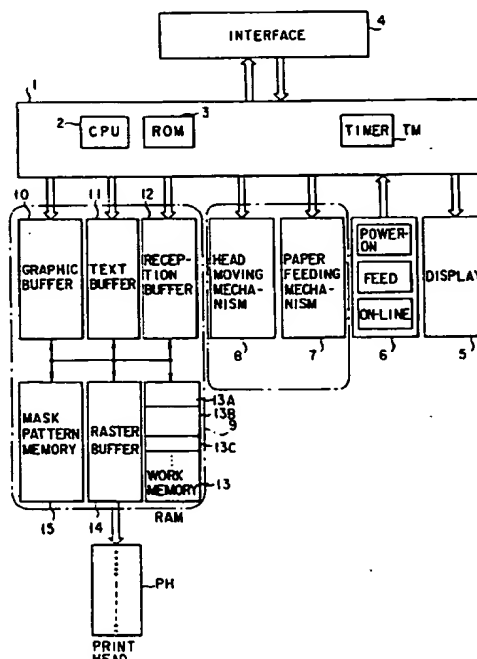 4
INTERFACE
1
2 CPU
3 ROM
TIMER TM
10 11 12
GRAPHIC
BUFFER
TEXT
BUFFER
RECEP-
TION
BUFFER
HEAD
MOVING
MECHA-
NISM
PAPER
FEEDING
MECHA-
NISM
POWER-
ON
FEED
ON-LINE
DISPLAY
8 7 6 5
MASK
PATTERN
MEMORY
RASTER
BUFFER
13A
13B
9
13C
WORK
MEMORY
13
15 14 RAM
PH
PRINT
HEAD